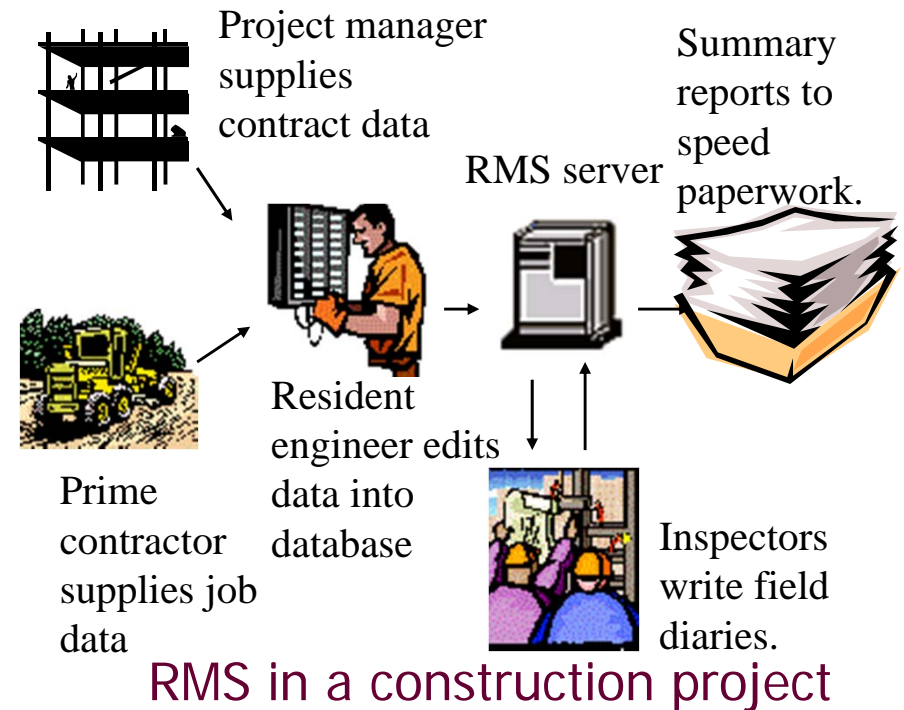 Project manager
supplies
contract data
Summary
reports to
speed
paperwork.
RMS server
Resident
engineer edits
data into
database
Prime
contractor
supplies job
data
Inspectors
write field
diaries.
RMS in a construction project